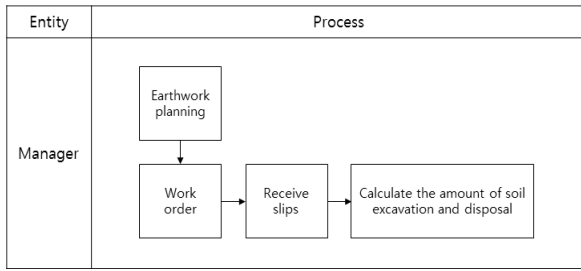 Entity
Process
Manager
Earthwork
planning
Work
order
Receive
slips
Calculate the amount of soil
excavation and disposal